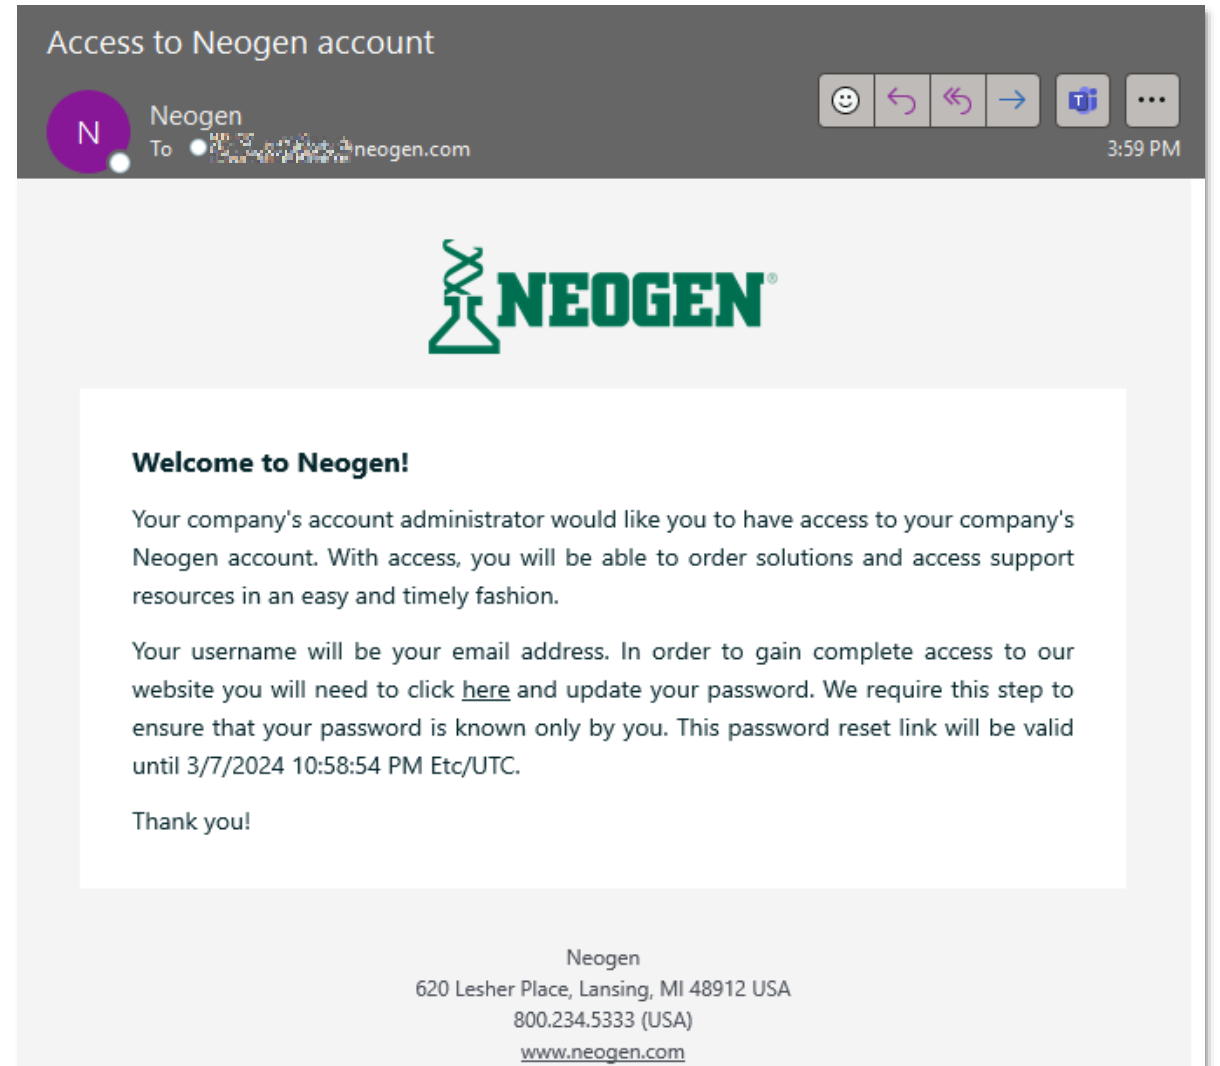 Access to Neogen account
N
Neogen
To @neogen.com
3:59 PM
NEOGEN®
Welcome to Neogen!
Your company's account administrator would like you to have access to your company's
Neogen account. With access, you will be able to order solutions and access support
resources in an easy and timely fashion.
Your username will be your email address. In order to gain complete access to our
website you will need to click here and update your password. We require this step to
ensure that your password is known only by you. This password reset link will be valid
until 3/7/2024 10:58:54 PM Etc/UTC.
Thank you!
Neogen
620 Lesher Place, Lansing, MI 48912 USA
800.234.5333 (USA)
www.neogen.com